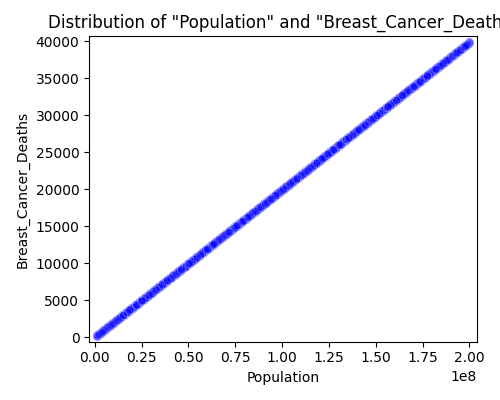 Distribution of "Population" and "Breast_Cancer_Death
40000
35000
30000
25000
20000
15000
10000
5000
0
Breast_Cancer_Deaths
0.00 0.25 0.50 0.75 1.00 1.25 1.50 1.75 2.00
1e8
Population